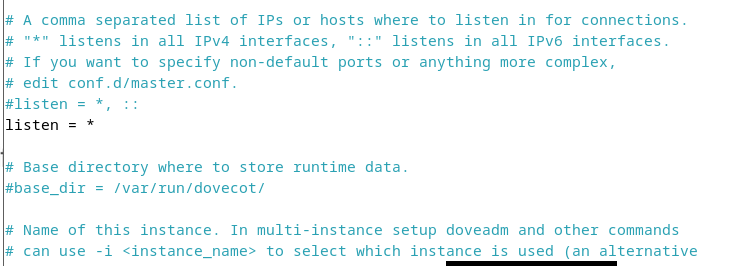 # A comma separated list of IPs or hosts where to listen in for connections.
# "*" listens in all IPv4 interfaces, "::" listens in all IPv6 interfaces.
# If you want to specify non-default ports or anything more complex,
# edit conf.d/master.conf.
#listen = *, ::
listen = *
# Base directory where to store runtime data.
#base_dir = /var/run/dovecot/
# Name of this instance. In multi-instance setup doveadm and other commands
# can use -i <instance_name> to select which instance is used (an alternative